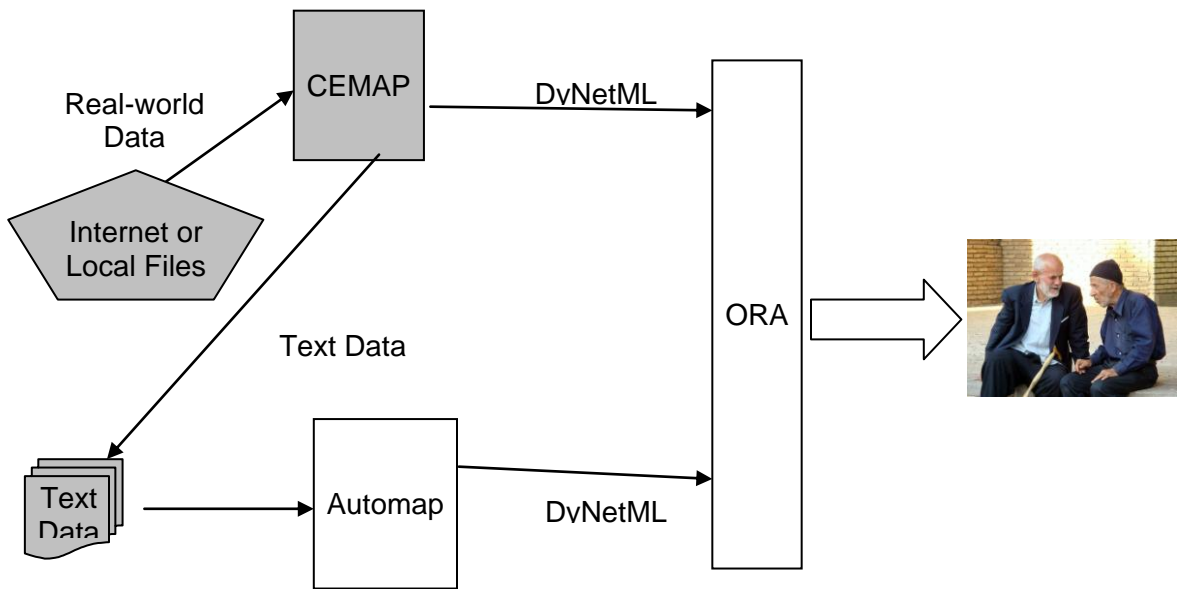 CEMAP
DyNetML
Real-world
Data
Internet or
Local Files
ORA
Text Data
Text
Data
Automap
DyNetML